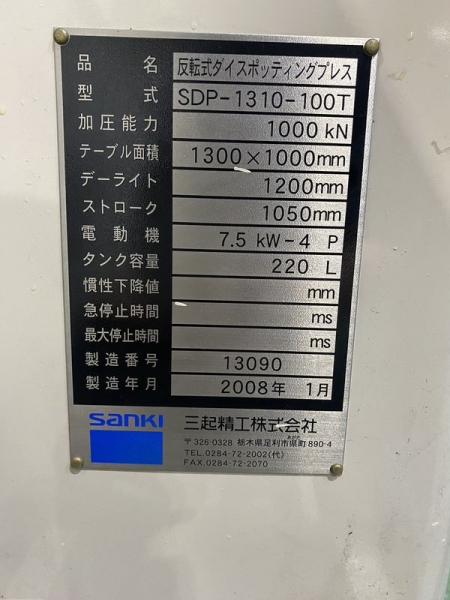 品名 反転式ダイスポッティングプレス
型式 SDP-1310-100T
加圧能力 1000 kN
テーブル面積 1300×1000mm
デーライト 1200mm
ストローク 1050mm
電動機 7.5 kW-4 P
タンク容量 220 L
慣性下降値 mm
急停止時間 ms
最大停止時間 ms
製造番号 13090
製造年月 2008年 1月
SANKI 三起精工株式会社
〒326-0328 栃木県足利市県町890-4
TEL.0284-72-2002(代)
FAX.0284-72-2070